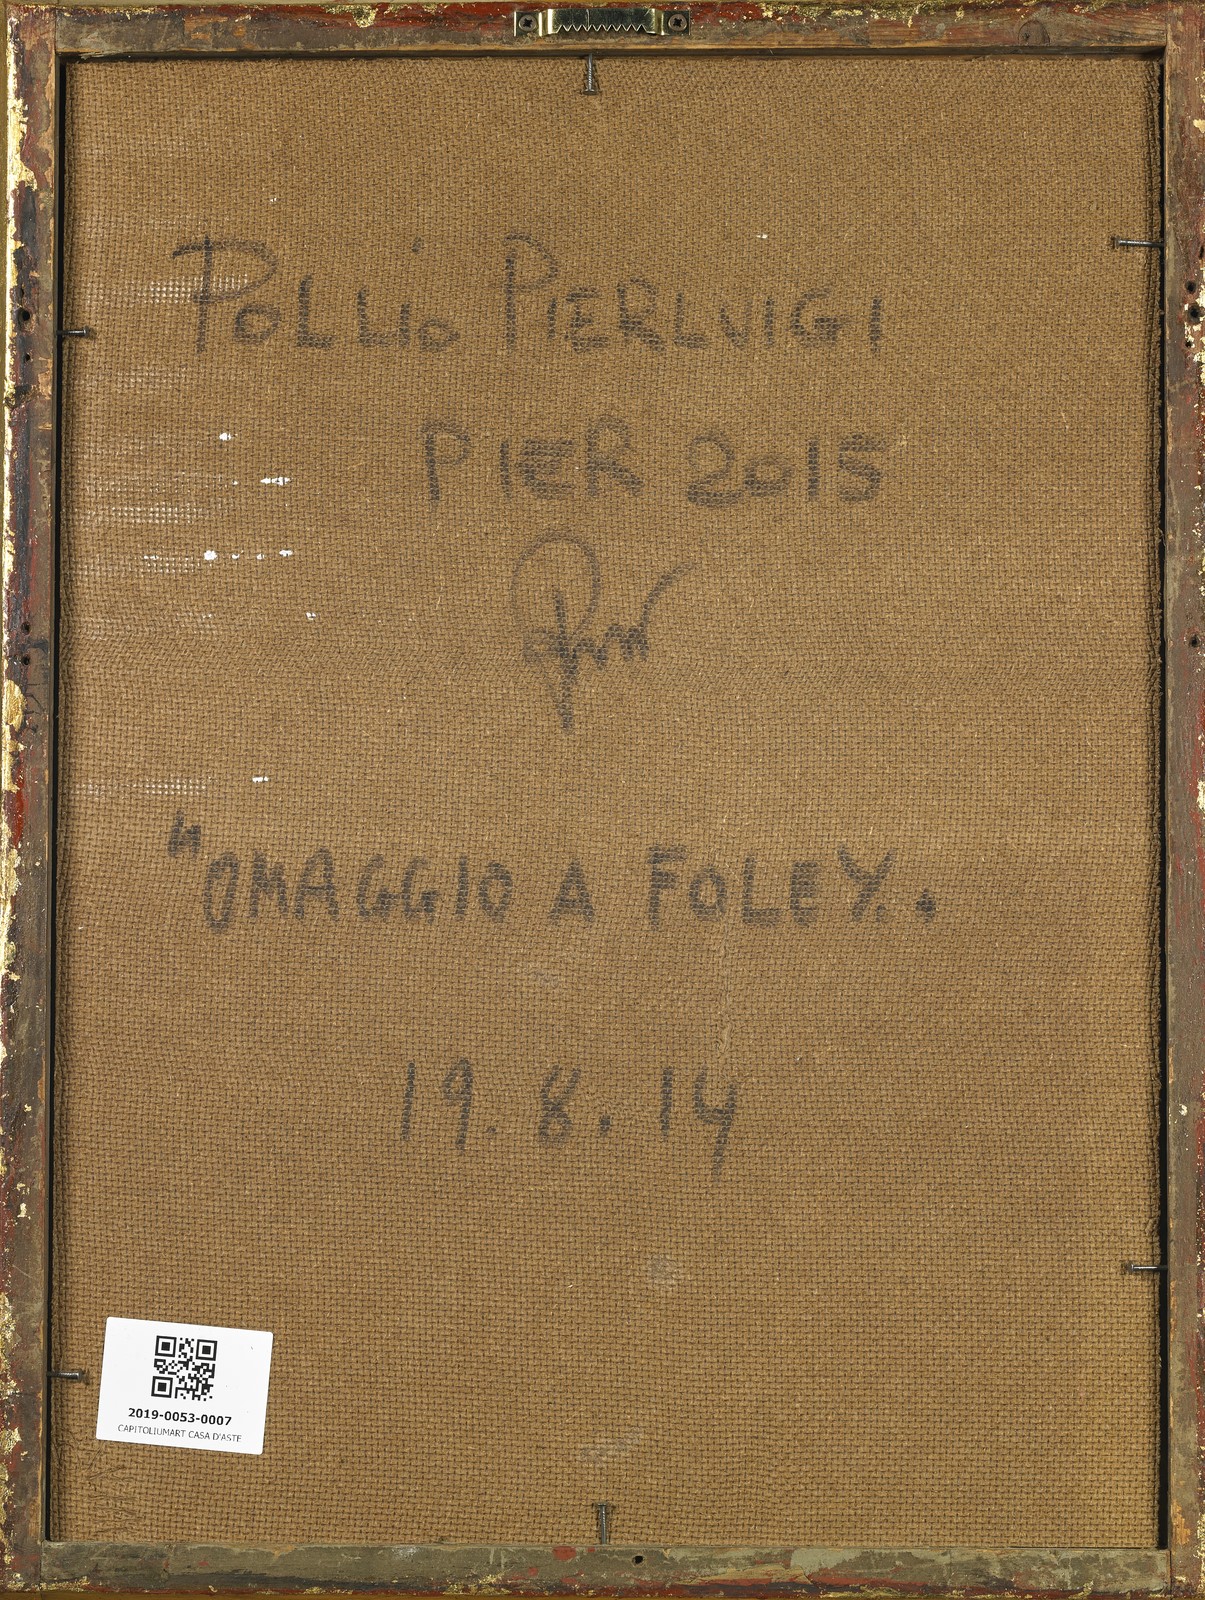 POLLIO PIERLUIGI
PIER 2015
"OMAGGIO A FOLEY..
19.8.14
2019-0053-0007
CAPITOLIUMART CASA D'ASTE